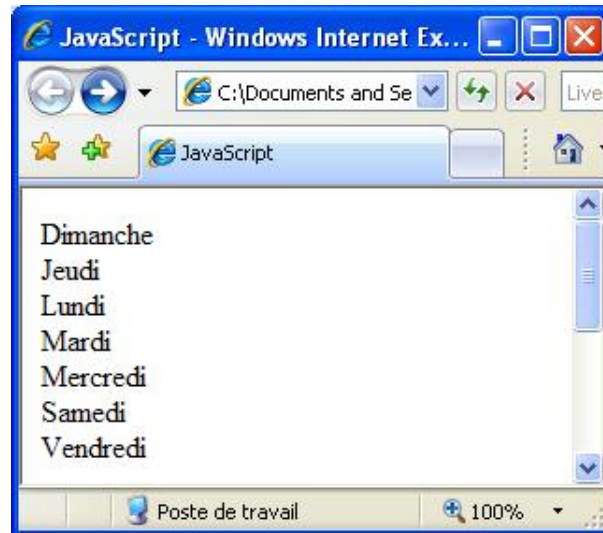 JavaScript - Windows Internet Ex...
C:\Documents and Se
Live
JavaScript
Dimanche
Jeudi
Lundi
Mardi
Mercredi
Samedi
Vendredi
Poste de travail
100%